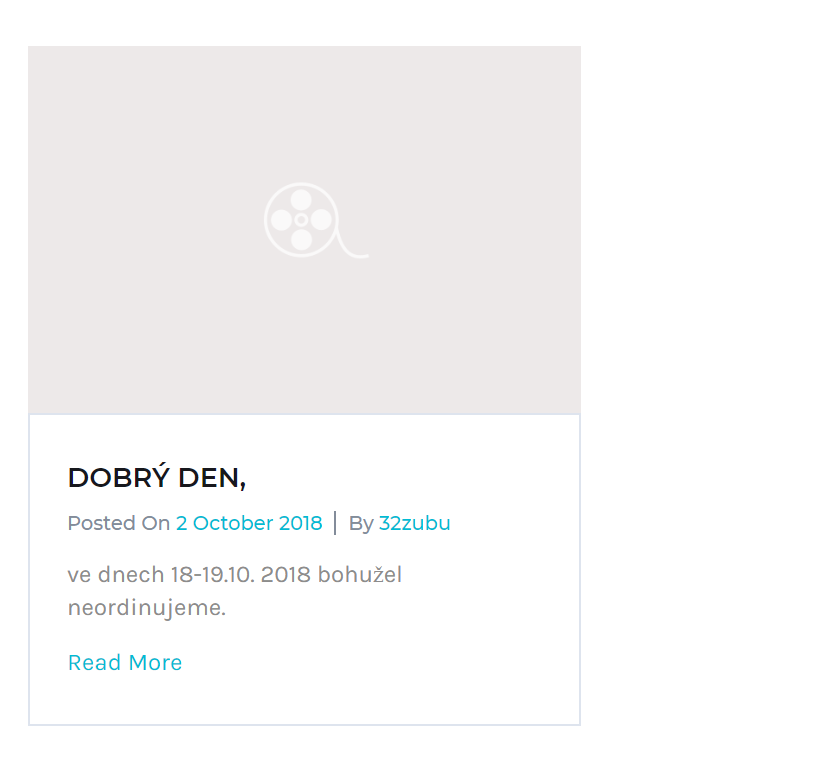 DOBRÝ DEN,
Posted On 2 October 2018 | By 32zubu
ve dnech 18-19.10. 2018 bohužel
neordinujeme.
Read More